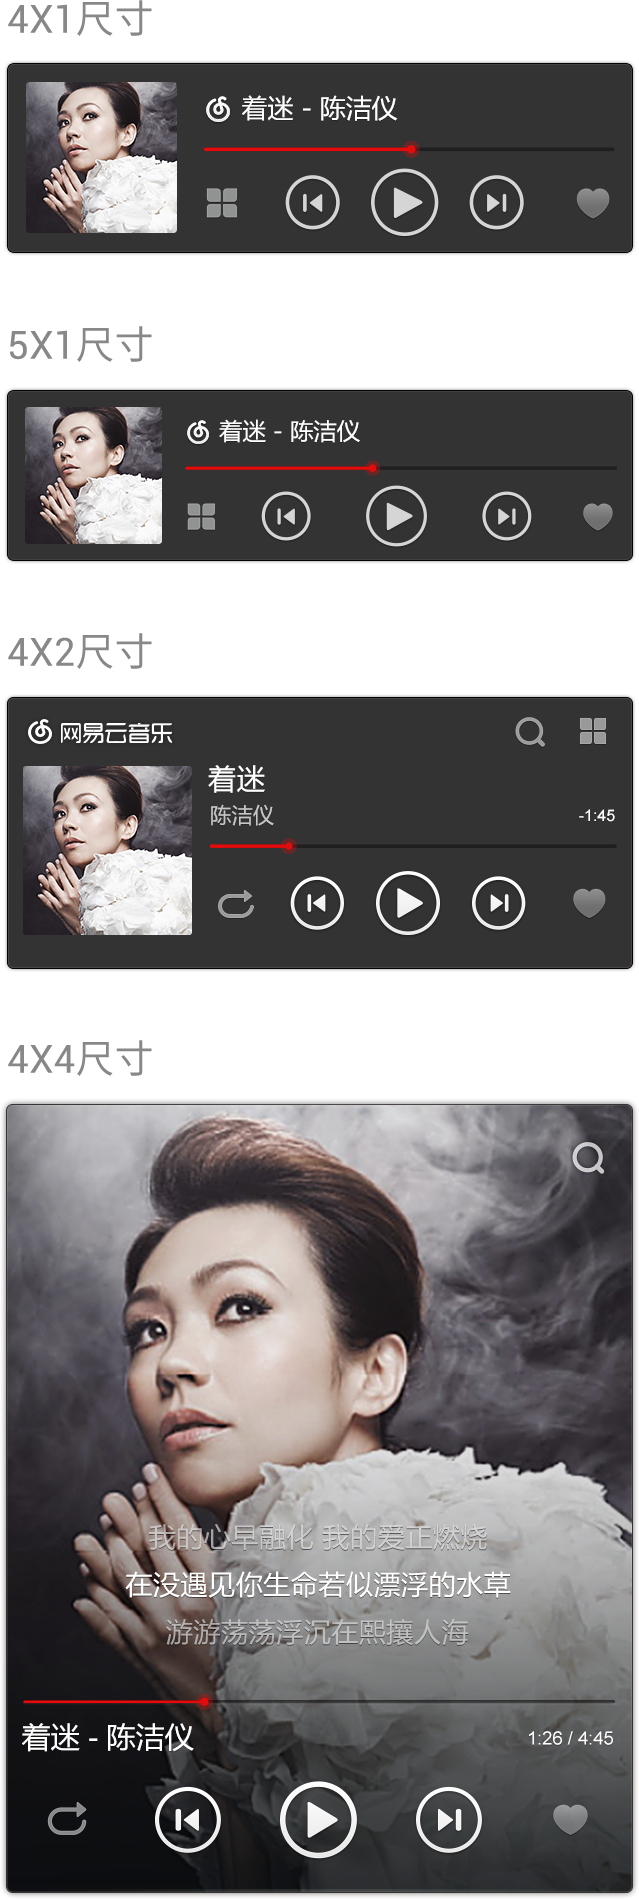 4X1尺寸
着迷 - 陈洁仪
5X1尺寸
着迷 - 陈洁仪
4X2尺寸
网易云音乐
着迷
陈洁仪
-1:45
4X4尺寸
我的心早融化 我的爱正燃烧
在没遇见你生命若似漂浮的水草
游游荡荡浮沉在熙攘人海
着迷 - 陈洁仪
1:26 / 4:45